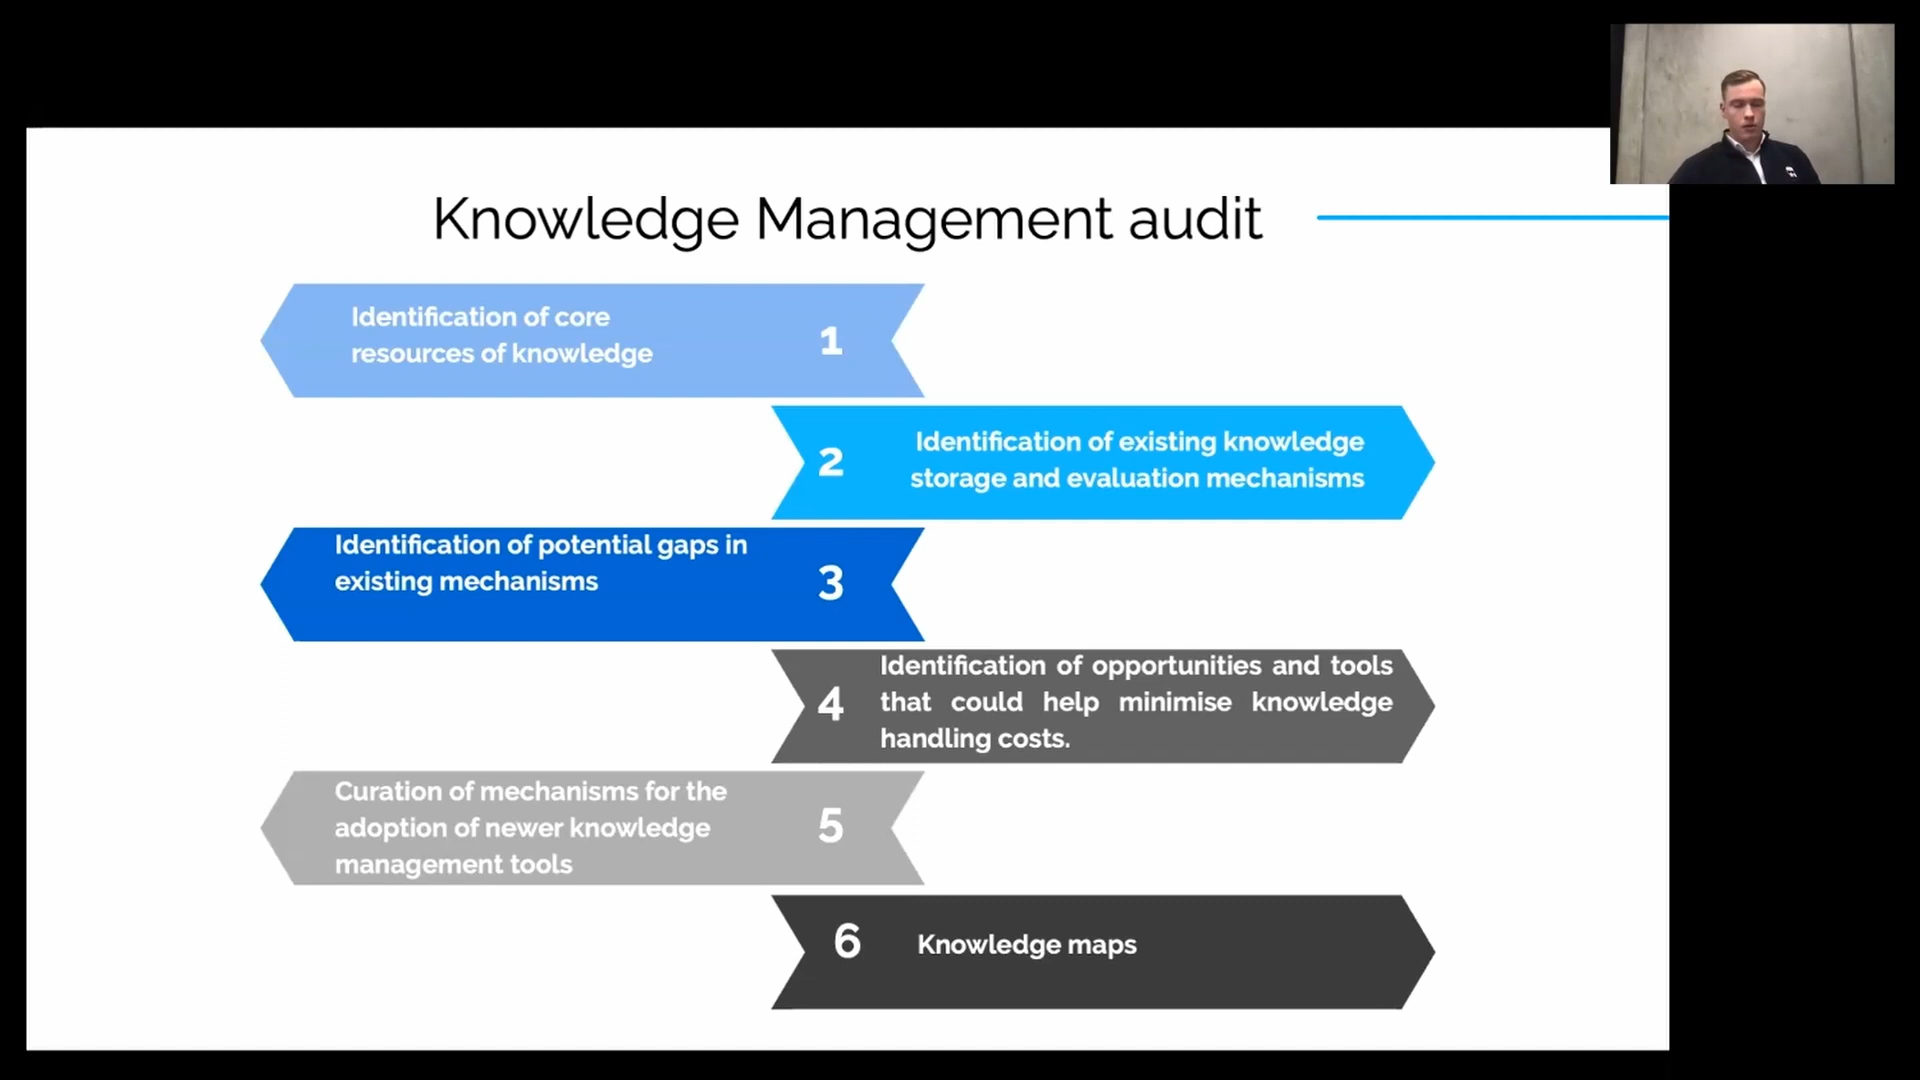 Knowledge Management audit
Identification of core
resources of knowledge
1
2
Identification of existing knowledge
storage and evaluation mechanisms
Identification of potential gaps in
existing mechanisms
3
4
Identification of opportunities and tools
that could help minimise knowledge
handling costs.
Curation of mechanisms for the
adoption of newer knowledge
management tools
5
6
Knowledge maps